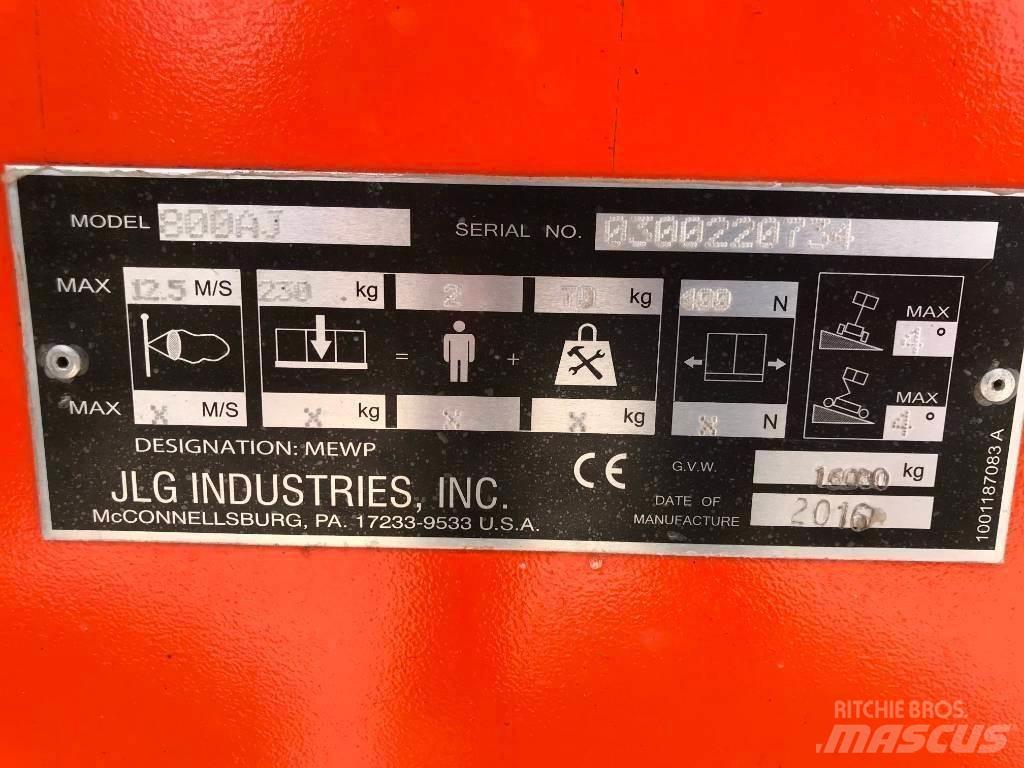 MODEL 800AJ SERIAL NO. 0300220734
MAX 12.5 M/S 230 kg 2 70 kg 400 N
MAX 4°
= +
MAX X M/S X kg X X kg X N
MAX 4°
DESIGNATION: MEWP
CE
G.V.W. kg
JLG INDUSTRIES, INC.
McCONNELLSBURG, PA. 17233-9533 U.S.A.
DATE OF
MANUFACTURE 2016
1001187083 A
RITCHIE BROS.
MASCUS